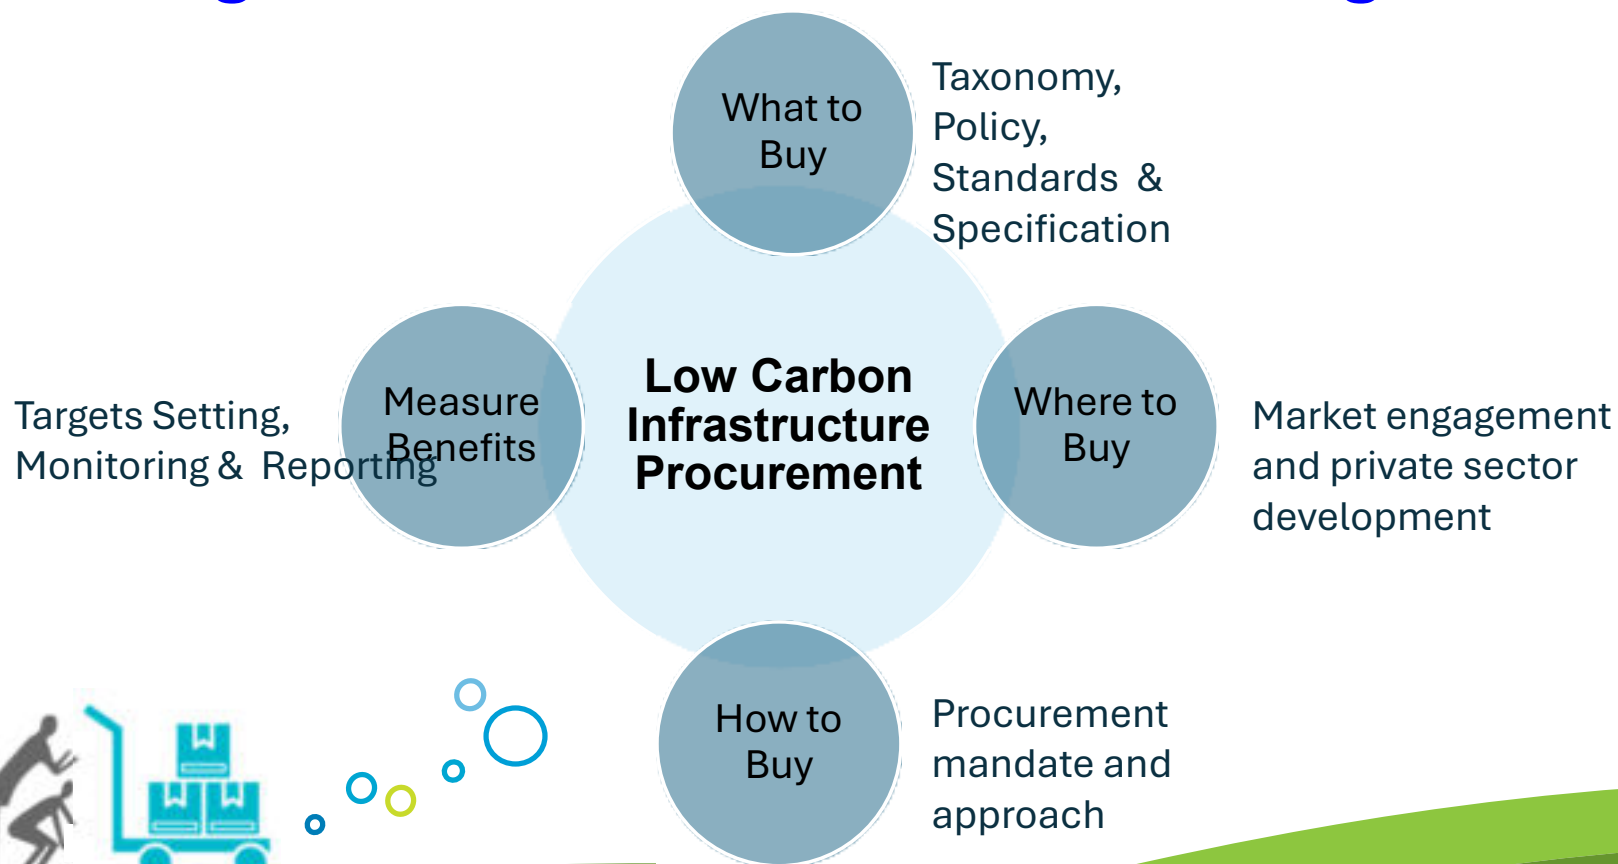 What to
Buy
Taxonomy,
Policy,
Standards &
Specification
Measure
Benefits
Targets Setting,
Monitoring & Reporting
Low Carbon
Infrastructure
Procurement
Where to
Buy
Market engagement
and private sector
development
How to
Buy
Procurement
mandate and
approach